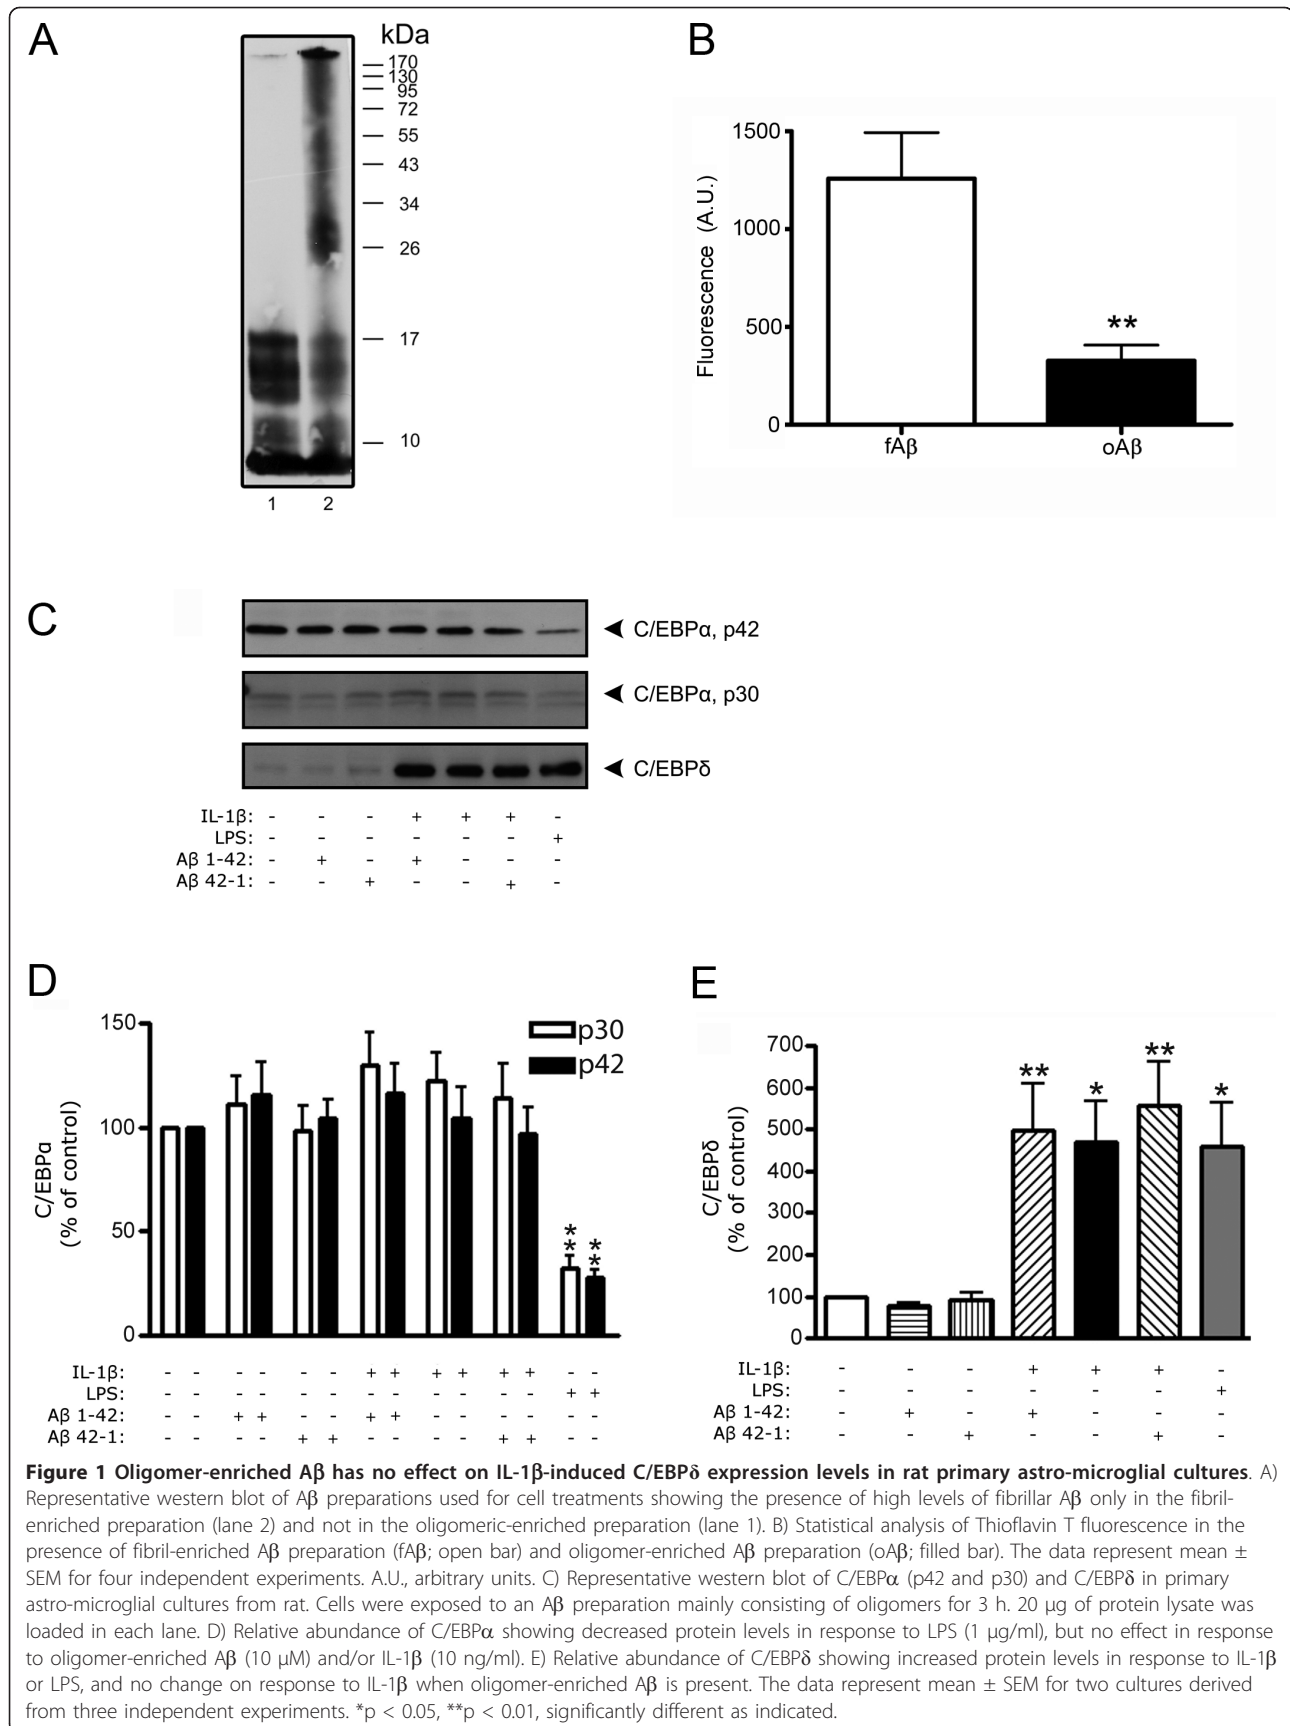 A
kDa
170
130
95
72
55
43
34
26
17
10
1 2
B
Fluorescence (A.U.)
1500
1000
500
0
**
fAβ oAβ
C
C/EBPα, p42
C/EBPα, p30
C/EBPδ
IL-1β: - - - + + + -
LPS: - - - - - - +
Aβ 1-42: - + - + - - -
Aβ 42-1: - - + - - + -
D
C/EBPα
(% of control)
150
100
50
0
p30
p42
** **
IL-1β: - - - - - - + + + + + + - -
LPS: - - - - - - - - - - - - + +
Aβ 1-42: - - + + - - + + - - - - - -
Aβ 42-1: - - - - + + - - - - + + - -
E
C/EBPδ
(% of control)
700
600
500
400
300
200
100
0
** * ** *
IL-1β: - - - + + + -
LPS: - - - - - - +
Aβ 1-42: - + - + - - -
Aβ 42-1: - - + - - + -
Figure 1 Oligomer-enriched Aβ has no effect on IL-1β-induced C/EBPδ expression levels in rat primary astro-microglial cultures. A)
Representative western blot of Aβ preparations used for cell treatments showing the presence of high levels of fibrillar Aβ only in the fibril-
enriched preparation (lane 2) and not in the oligomeric-enriched preparation (lane 1). B) Statistical analysis of Thioflavin T fluorescence in the
presence of fibril-enriched Aβ preparation (fAβ; open bar) and oligomer-enriched Aβ preparation (oAβ; filled bar). The data represent mean ±
SEM for four independent experiments. A.U., arbitrary units. C) Representative western blot of C/EBPα (p42 and p30) and C/EBPδ in primary
astro-microglial cultures from rat. Cells were exposed to an Aβ preparation mainly consisting of oligomers for 3 h. 20 μg of protein lysate was
loaded in each lane. D) Relative abundance of C/EBPα showing decreased protein levels in response to LPS (1 μg/ml), but no effect in response
to oligomer-enriched Aβ (10 μM) and/or IL-1β (10 ng/ml). E) Relative abundance of C/EBPδ showing increased protein levels in response to IL-1β
or LPS, and no change on response to IL-1β when oligomer-enriched Aβ is present. The data represent mean ± SEM for two cultures derived
from three independent experiments. *p < 0.05, **p < 0.01, significantly different as indicated.